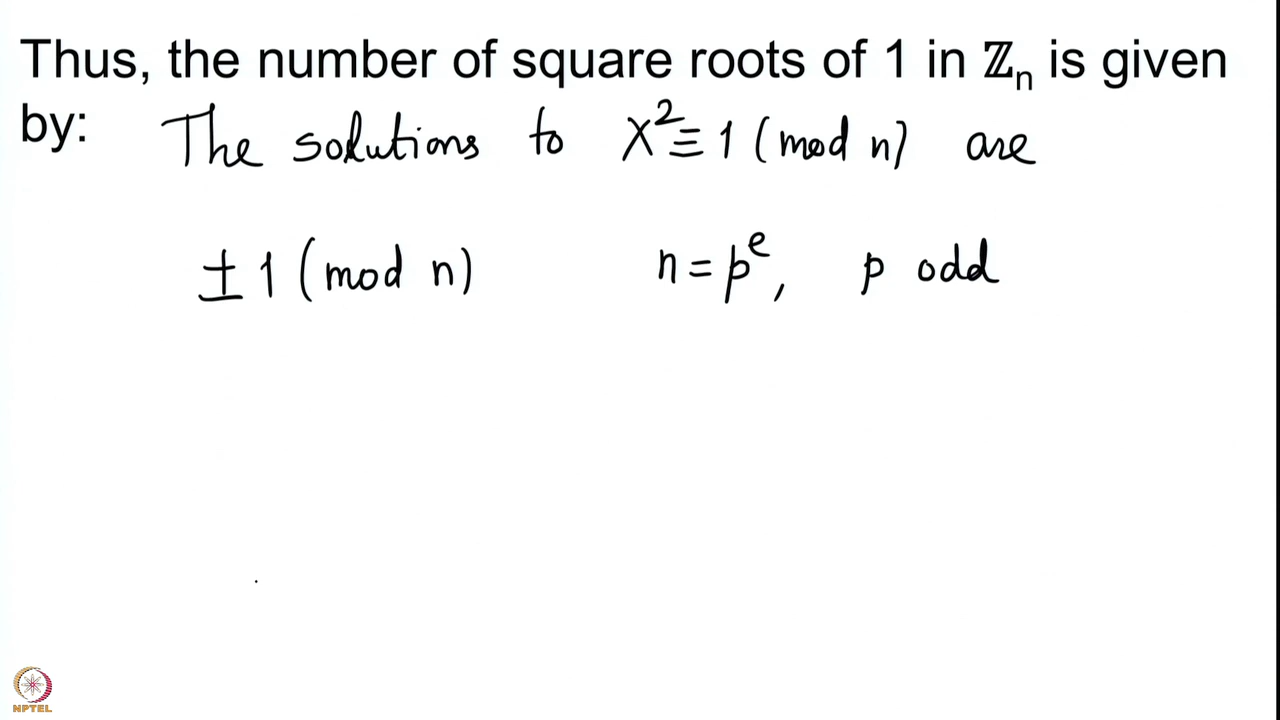 Thus, the number of square roots of 1 in ℤₙ is given
by: The solutions to X² ≡ 1 (mod n) are
± 1 (mod n) n = pᵉ, p odd
NPTEL